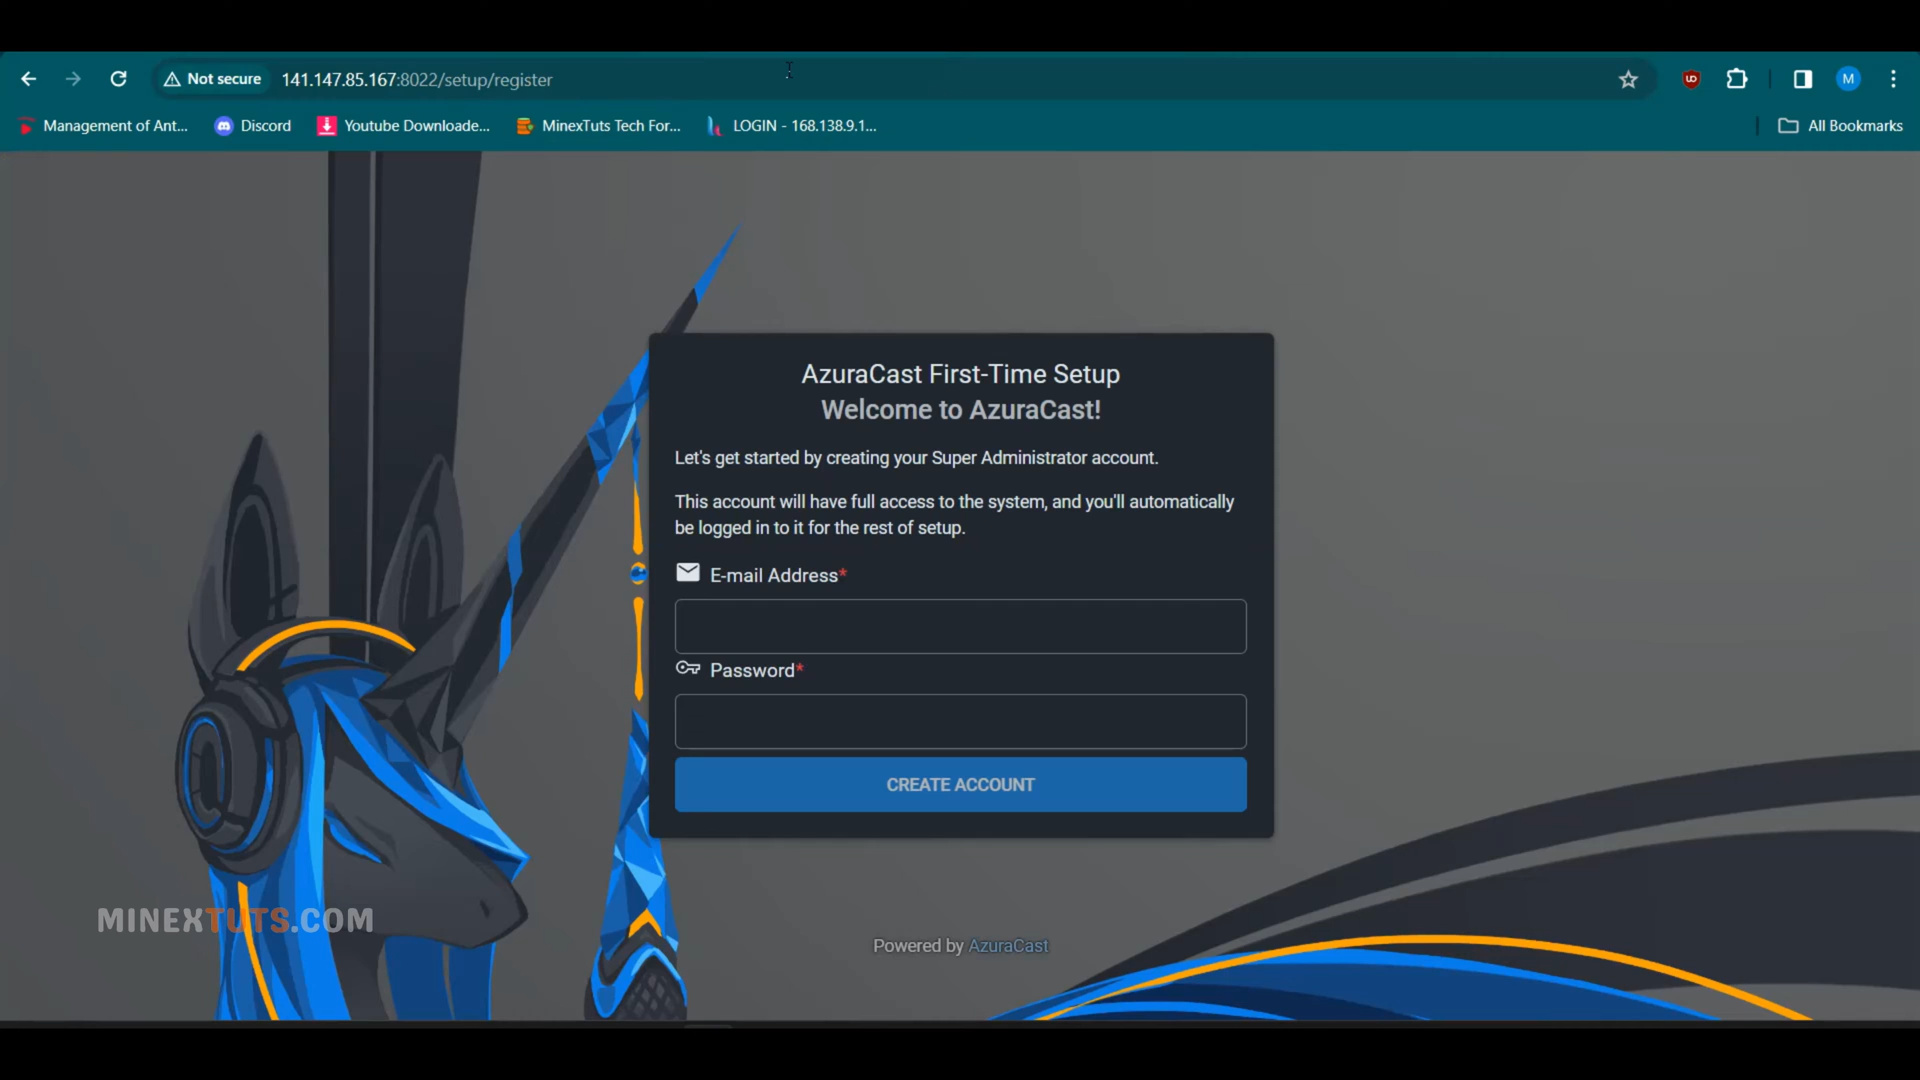 Not secure 141.147.85.167:8022/setup/register M
Management of Ant... Discord Youtube Downloade... MinexTuts Tech For... LOGIN - 168.138.9.1... All Bookmarks
AzuraCast First-Time Setup
Welcome to AzuraCast!
Let's get started by creating your Super Administrator account.
This account will have full access to the system, and you'll automatically
be logged in to it for the rest of setup.
E-mail Address*
Password*
CREATE ACCOUNT
MINEXTUTS.COM
Powered by AzuraCast